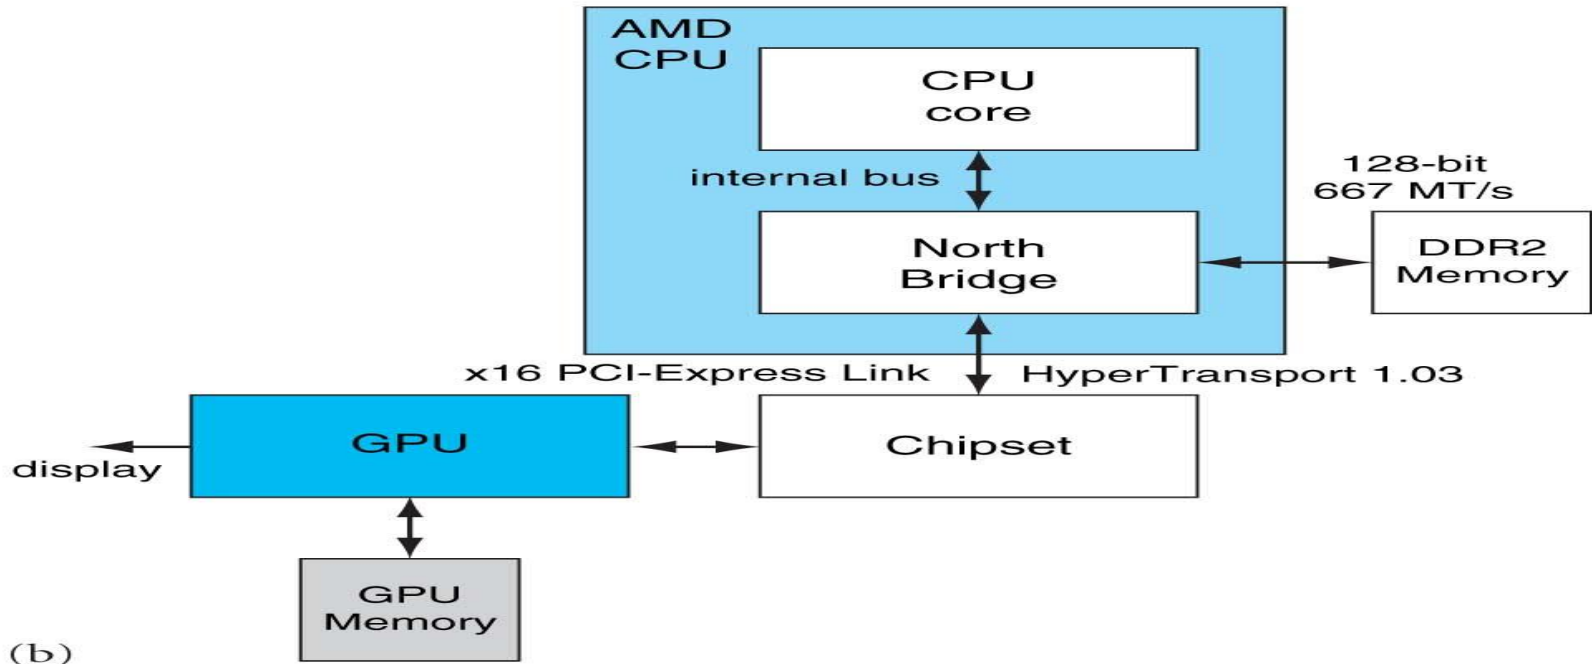 AMD
CPU
CPU
core
internal bus
128-bit
667 MT/s
North
Bridge
DDR2
Memory
x16 PCI-Express Link
HyperTransport 1.03
GPU
Chipset
display
GPU
Memory
(b)